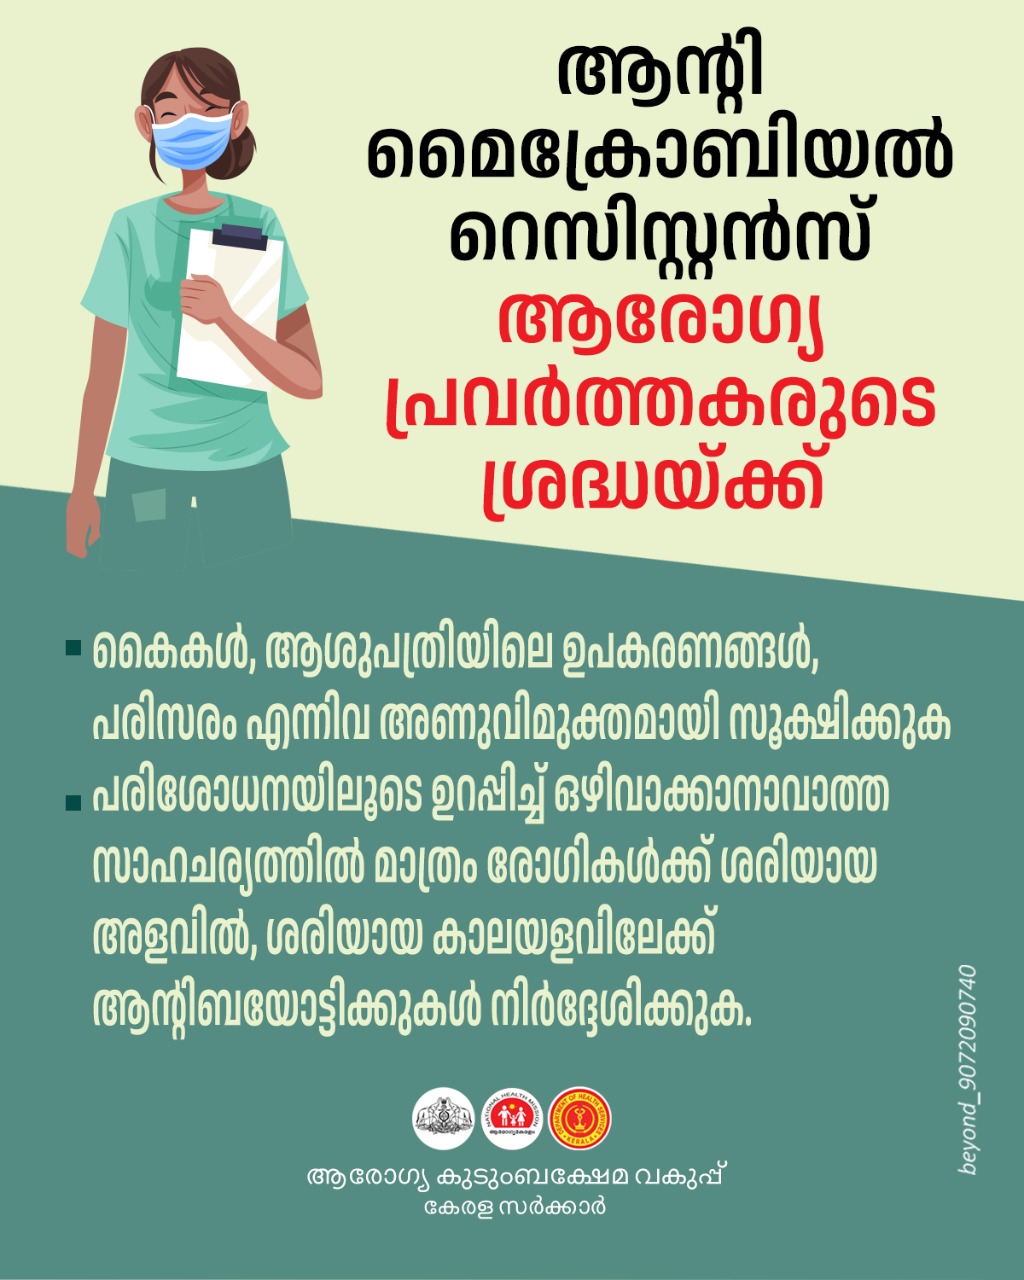 ആന്റി
മൈക്രോബിയൽ
റെസിസ്റ്റൻസ്
ആരോഗ്യ
പ്രവർത്തകരുടെ
ശ്രദ്ധയ്ക്ക്
▪ കൈകൾ, ആശുപത്രിയിലെ ഉപകരണങ്ങൾ,
പരിസരം എന്നിവ അണുവിമുക്തമായി സൂക്ഷിക്കുക
▪ പരിശോധനയിലൂടെ ഉറപ്പിച്ച് ഒഴിവാക്കാനാവാത്ത
സാഹചര്യത്തിൽ മാത്രം രോഗികൾക്ക് ശരിയായ
അളവിൽ, ശരിയായ കാലയളവിലേക്ക്
ആന്റിബയോട്ടിക്കുകൾ നിർദ്ദേശിക്കുക.
beyond_9072090740
NATIONAL HEALTH MISSION
ആരോഗ്യകേരളം
DEPARTMENT OF HEALTH SERVICES
KERALA
ആരോഗ്യ കുടുംബക്ഷേമ വകുപ്പ്
കേരള സർക്കാർ